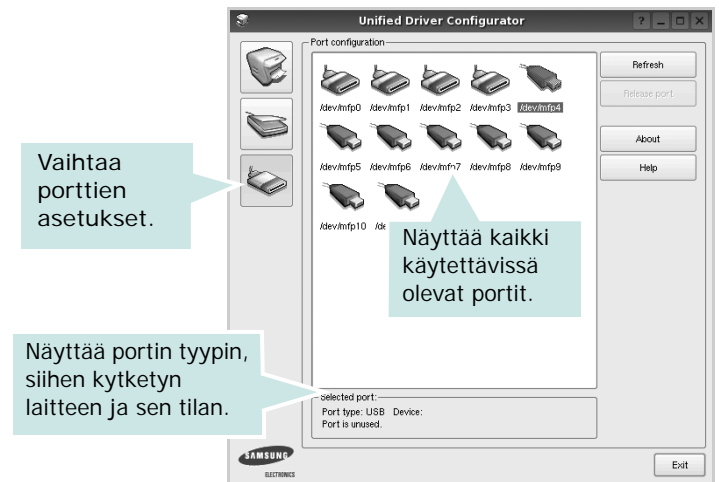 Unified Driver Configurator
Port configuration
/dev/mfp0 /dev/mfp1 /dev/mfp2 /dev/mfp3 /dev/mfp4
/dev/mfp5 /dev/mfp6 /dev/mfp7 /dev/mfp8 /dev/mfp9
/dev/mfp10
Refresh
Release port
About
Help
Vaihtaa
porttien
asetukset.
Näyttää kaikki
käytettävissä
olevat portit.
Näyttää portin tyypin,
siihen kytketyn
laitteen ja sen tilan.
Selected port:
Port type: USB Device:
Port is unused.
SAMSUNG
ELECTRONICS
Exit